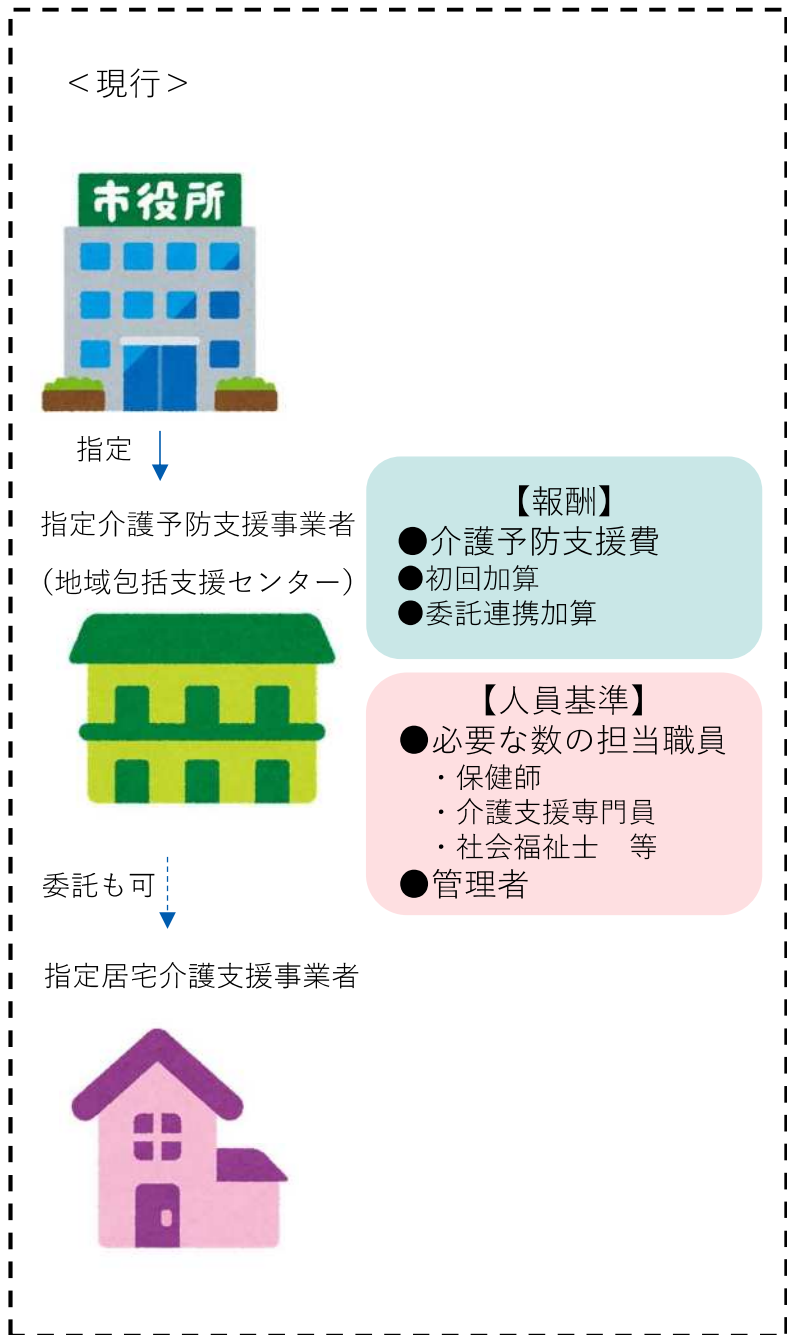 ＜現行＞
市役所
指定
指定介護予防支援事業者
（地域包括支援センター）
【報酬】
●介護予防支援費
●初回加算
●委託連携加算
【人員基準】
●必要な数の担当職員
・保健師
・介護支援専門員
・社会福祉士　等
●管理者
委託も可
指定居宅介護支援事業者